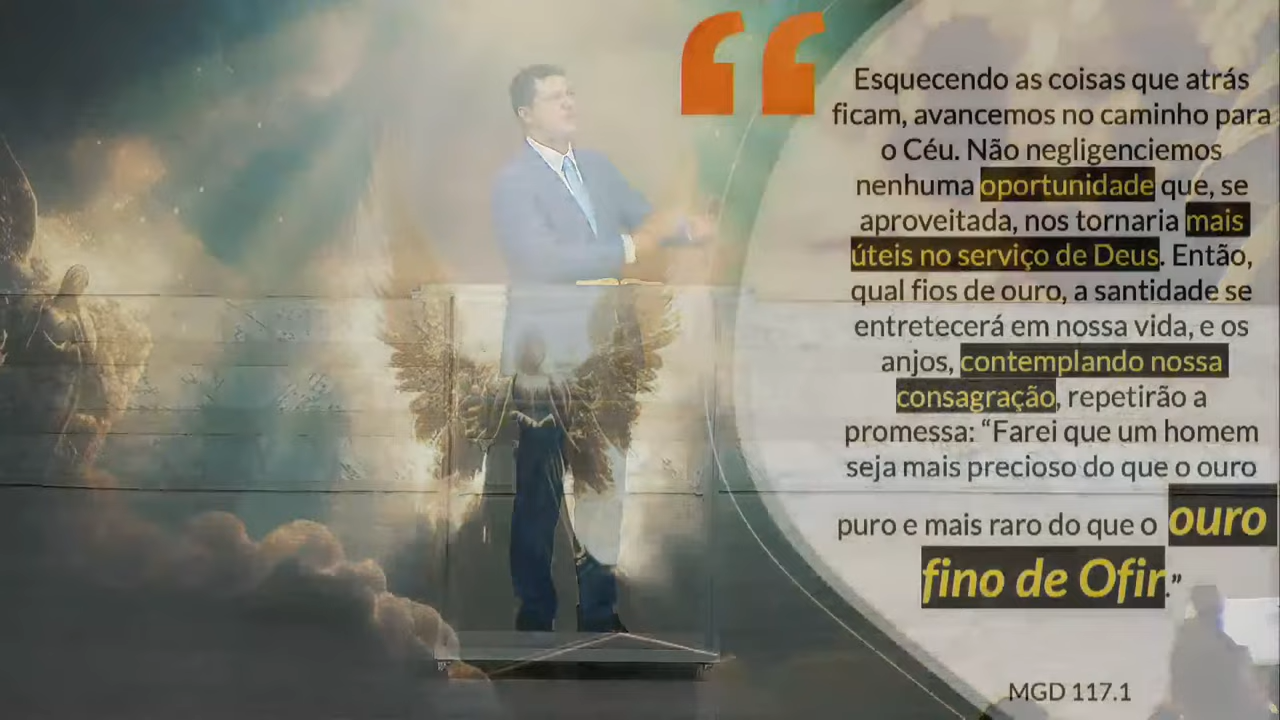 “
Esquecendo as coisas que atrás
ficam, avancemos no caminho para
o Céu. Não negligenciemos
nenhuma oportunidade que, se
aproveitada, nos tornaria mais
úteis no serviço de Deus. Então,
qual fios de ouro, a santidade se
entretecerá em nossa vida, e os
anjos, contemplando nossa
consagração, repetirão a
promessa: “Farei que um homem
seja mais precioso do que o ouro
puro e mais raro do que o ouro
fino de Ofir.”
MGD 117.1